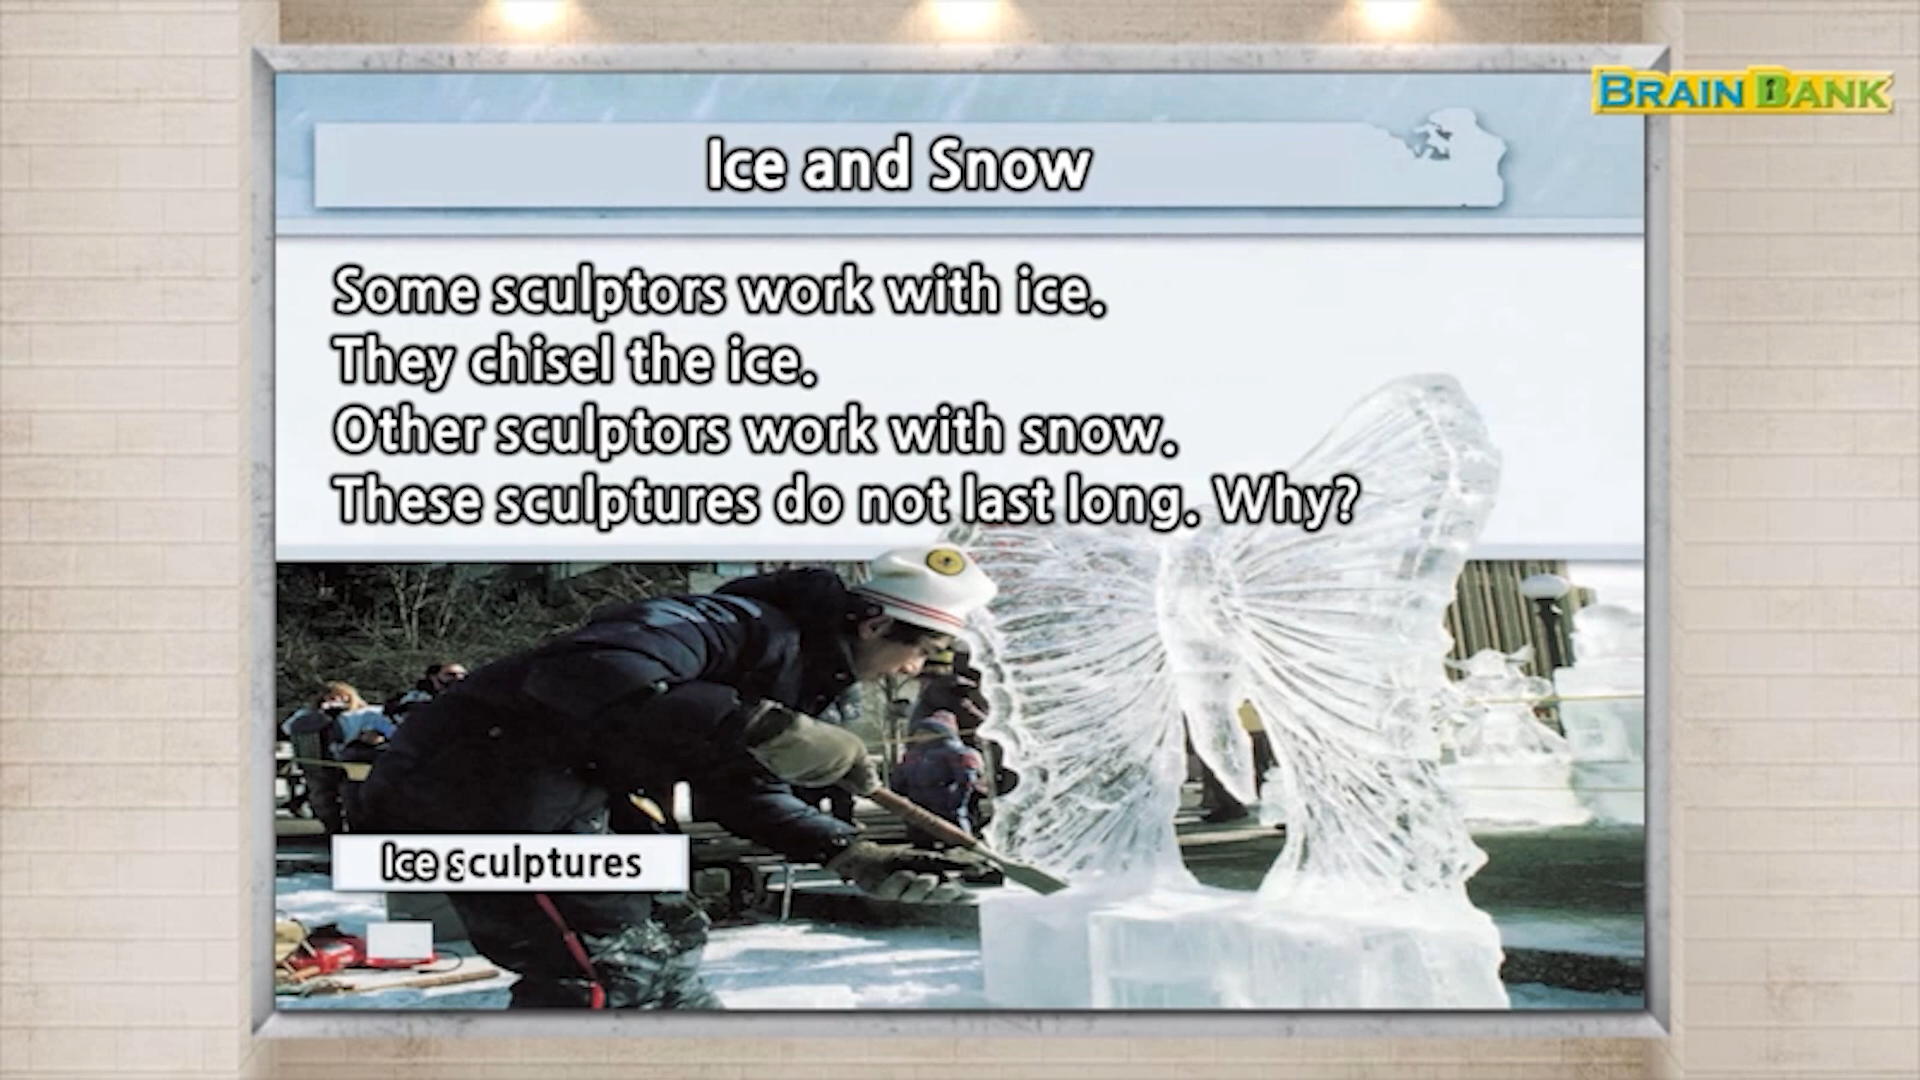 BRAIN BANK
Ice and Snow
Some sculptors work with ice.
They chisel the ice.
Other sculptors work with snow.
These sculptures do not last long. Why?
Ice sculptures